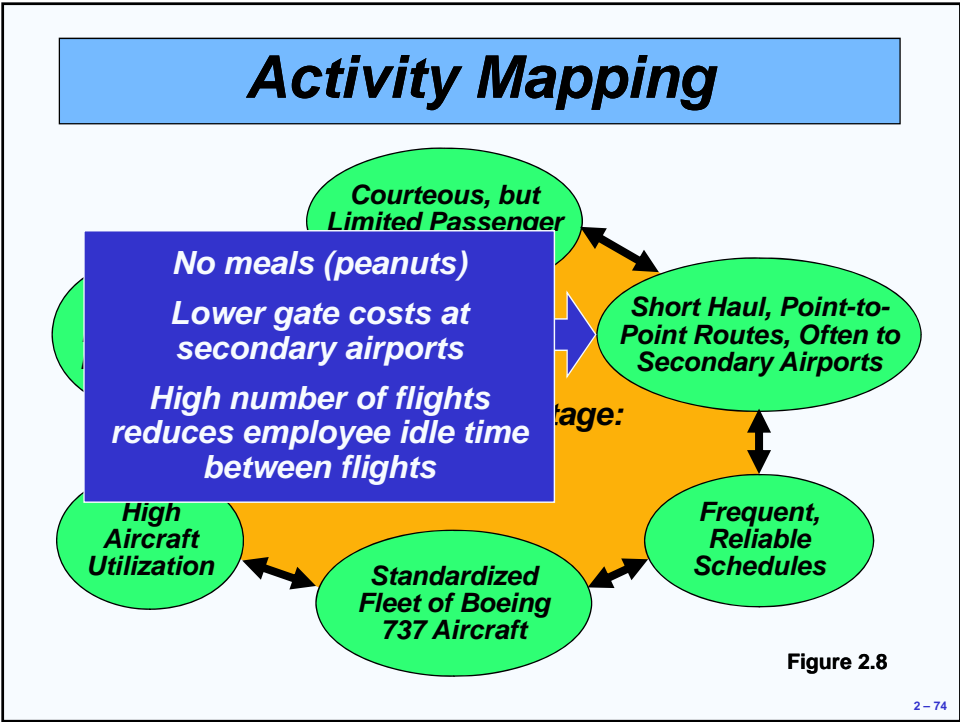 Activity Mapping
Courteous, but
Limited Passenger
No meals (peanuts)
Lower gate costs at
secondary airports
High number of flights
reduces employee idle time
between flights
Short Haul, Point-to-
Point Routes, Often to
Secondary Airports
tage:
High
Aircraft
Utilization
Frequent,
Reliable
Schedules
Standardized
Fleet of Boeing
737 Aircraft
Figure 2.8
2 – 74